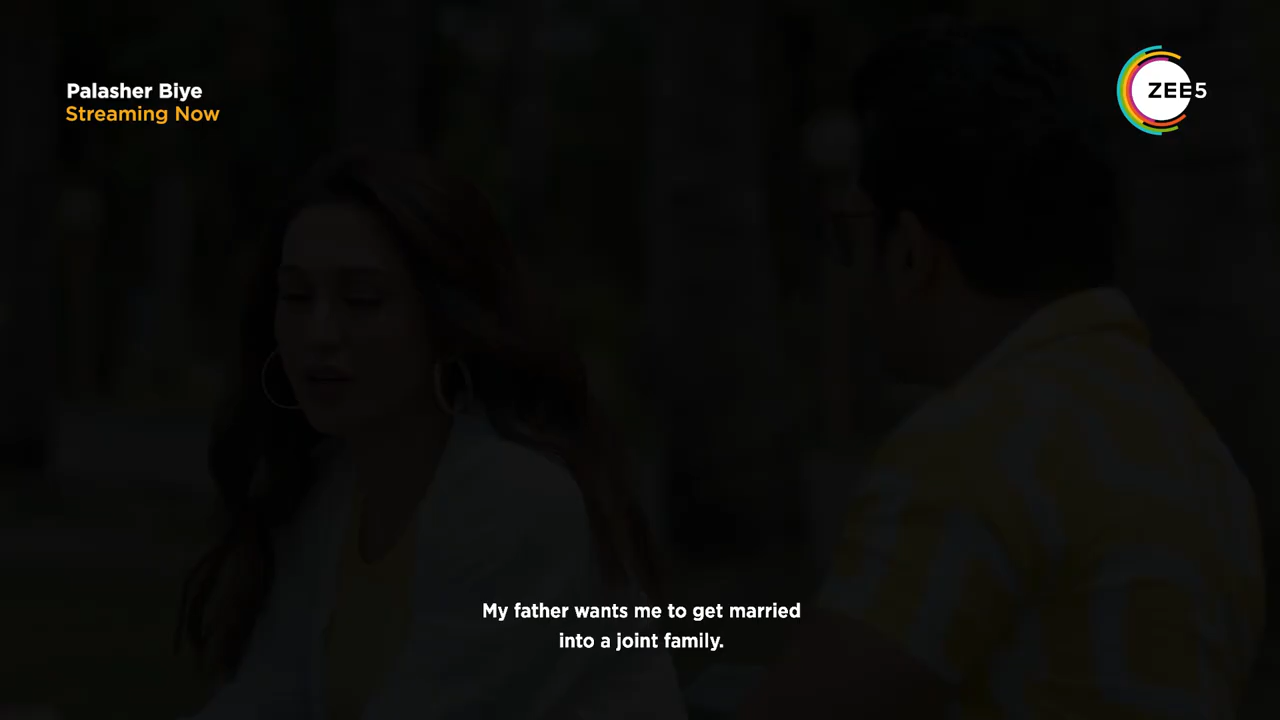 Palasher Biye
Streaming Now
ZEE5
My father wants me to get married
into a joint family.